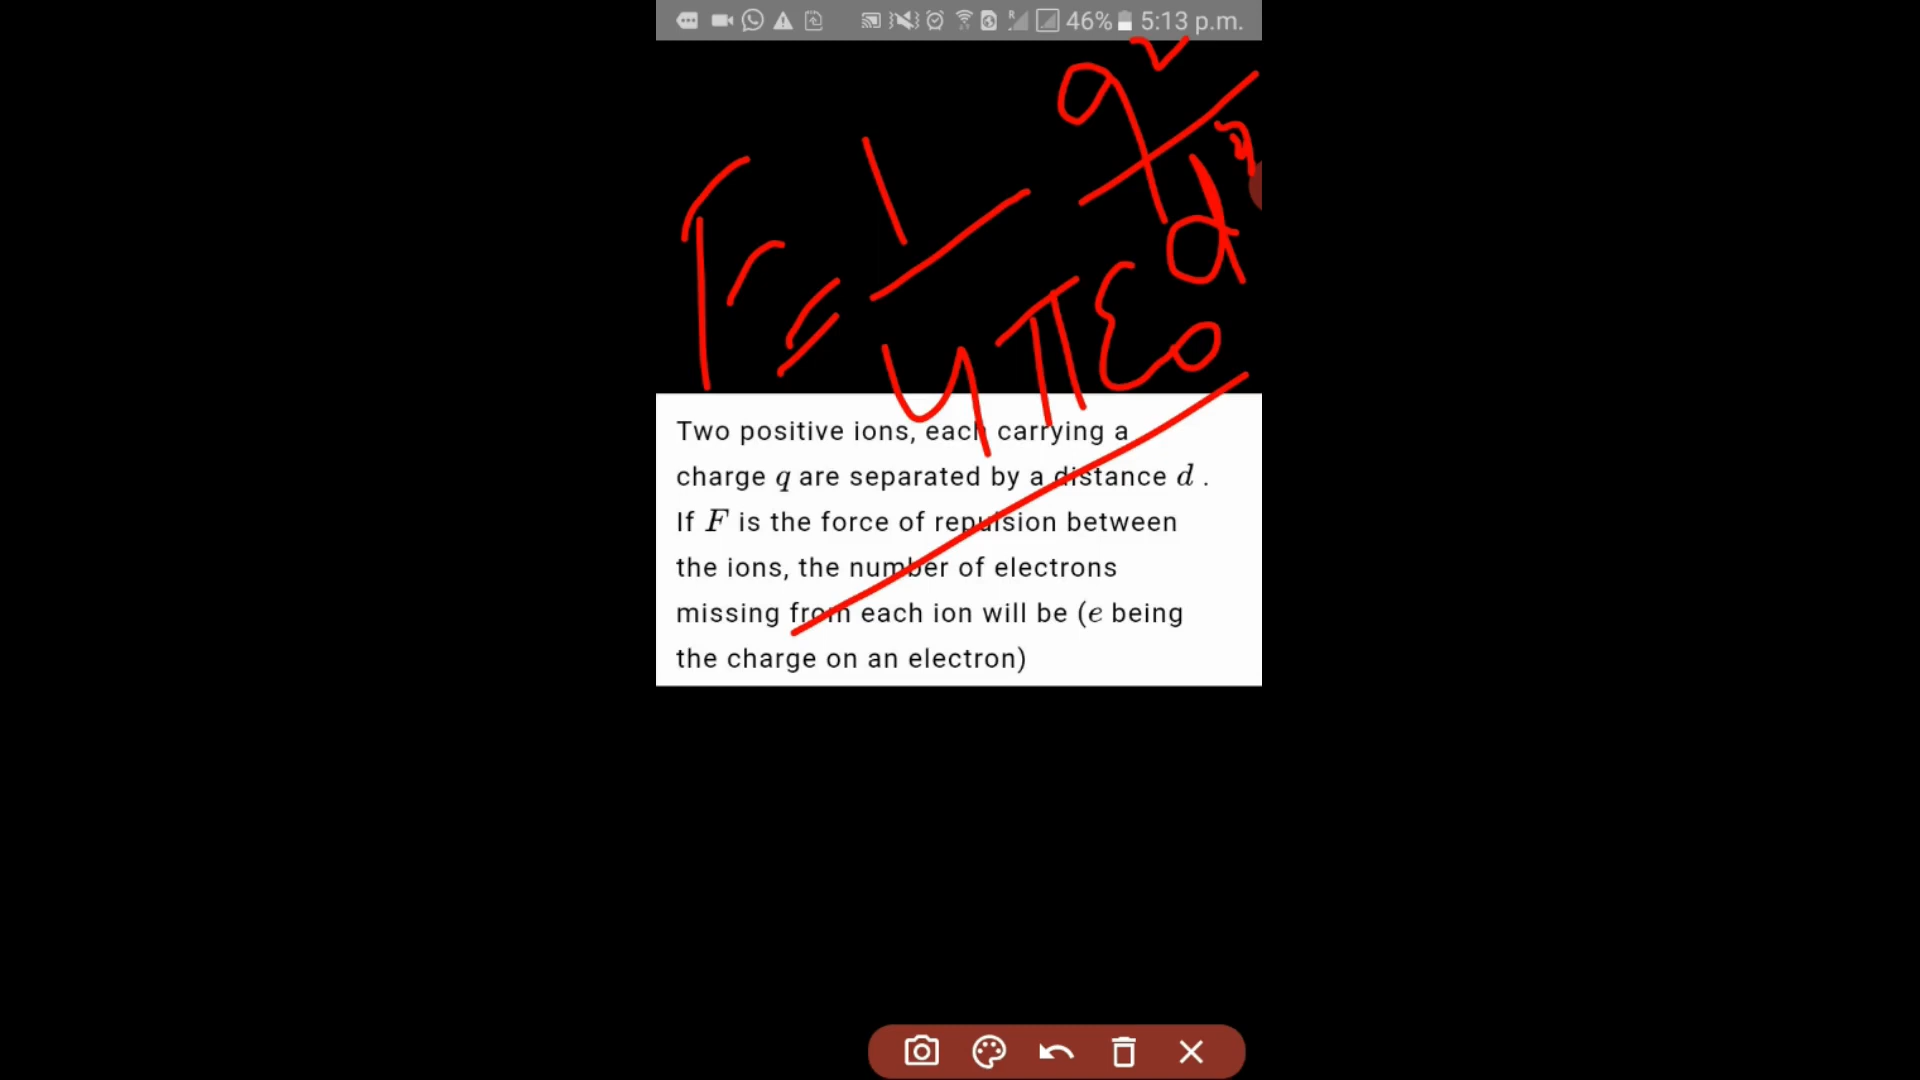 46% 5:13 p.m.
F = 1 / 4πε0 q² / d²
Two positive ions, each carrying a
charge q are separated by a distance d .
If F is the force of repulsion between
the ions, the number of electrons
missing from each ion will be (e being
the charge on an electron)